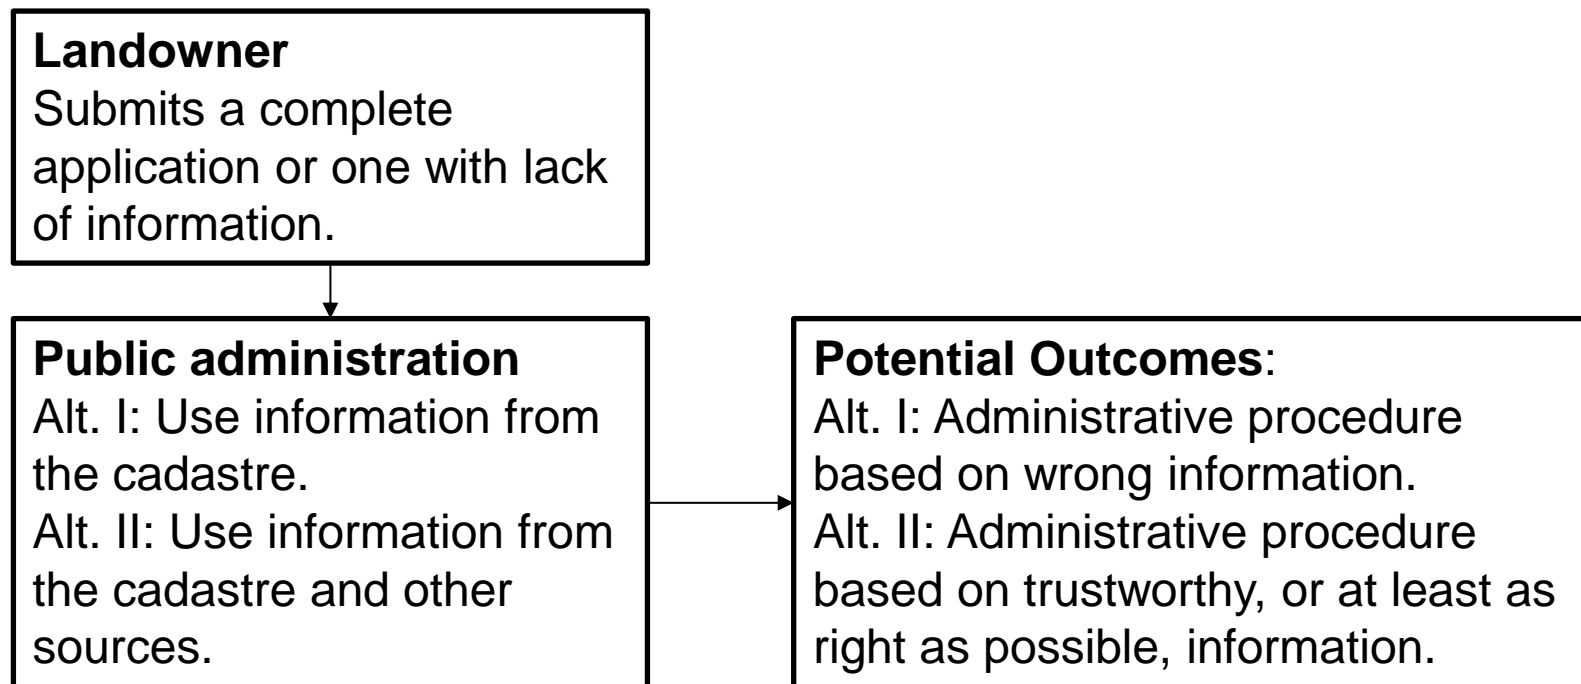 Landowner
Submits a complete
application or one with lack
of information.
Public administration
Alt. I: Use information from
the cadastre.
Alt. II: Use information from
the cadastre and other
sources.
Potential Outcomes:
Alt. I: Administrative procedure
based on wrong information.
Alt. II: Administrative procedure
based on trustworthy, or at least as
right as possible, information.